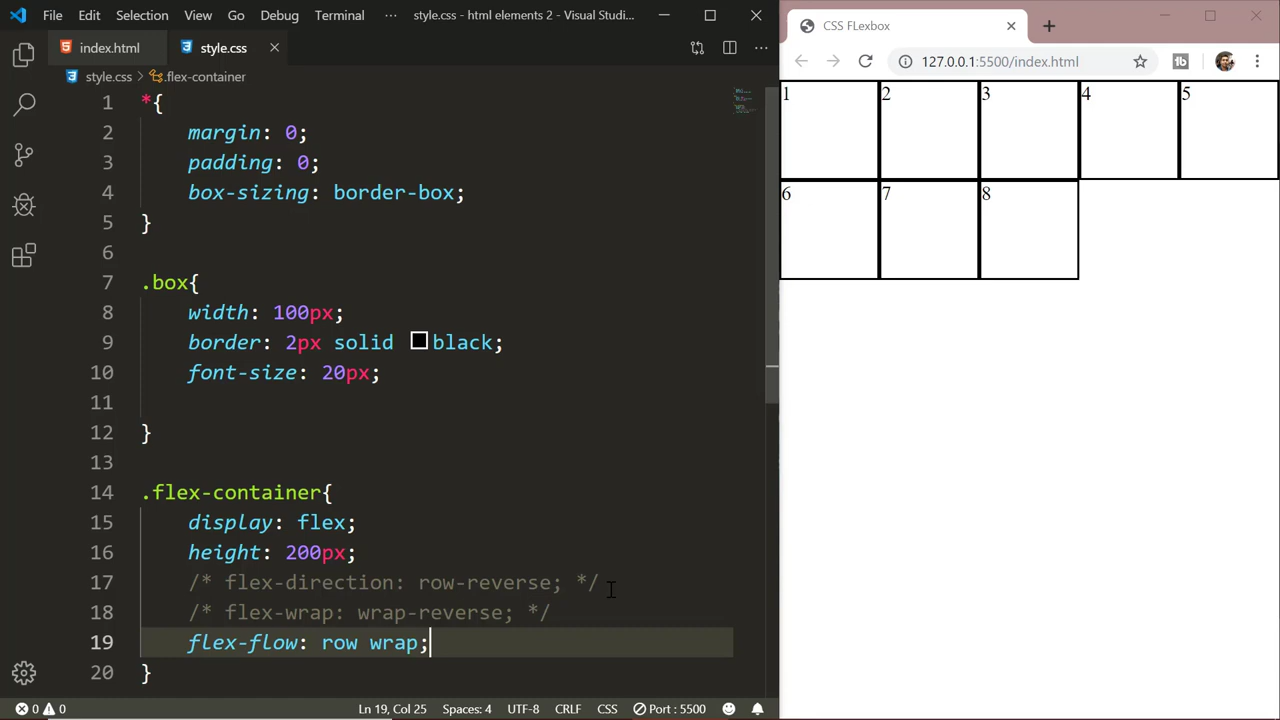 File Edit Selection View Go Debug Terminal ··· style.css - html elements 2 - Visual Studi...
index.html style.css
style.css > .flex-container
1 *{
2 margin: 0;
3 padding: 0;
4 box-sizing: border-box;
5 }
6
7 .box{
8 width: 100px;
9 border: 2px solid black;
10 font-size: 20px;
11
12 }
13
14 .flex-container{
15 display: flex;
16 height: 200px;
17 /* flex-direction: row-reverse; */
18 /* flex-wrap: wrap-reverse; */
19 flex-flow: row wrap;
20 }
0 0 Ln 19, Col 25 Spaces: 4 UTF-8 CRLF CSS Port : 5500
CSS FLexbox
127.0.0.1:5500/index.html
1 2 3 4 5
6 7 8